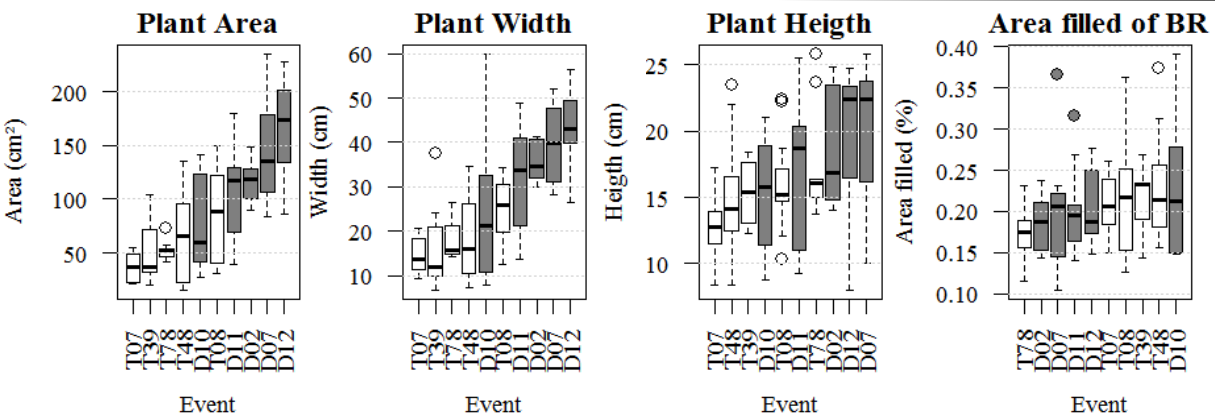 Plant Area
Area (cm²)
200
150
100
50
T07
T39
T78
T48
D10
T08
D11
D02
D07
D12
Event
Plant Width
Width (cm)
60
50
40
30
20
10
T07
T39
T78
T48
D10
T08
D11
D02
D07
D12
Event
Plant Heigth
Heigth (cm)
25
20
15
10
T07
T48
T39
D10
T08
D11
T78
D02
D12
D07
Event
Area filled of BR
Area filled (%)
0.40
0.35
0.30
0.25
0.20
0.15
0.10
T78
D02
D07
D11
D12
T07
T08
T39
T48
D10
Event